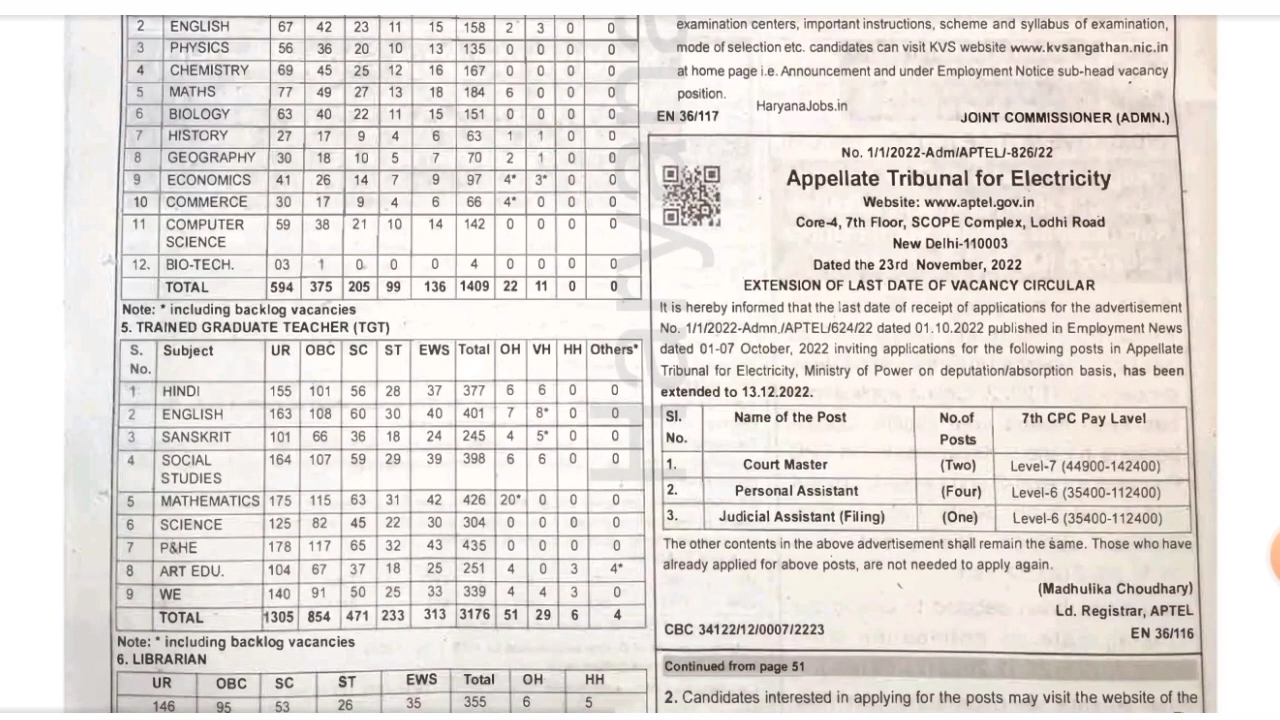 2 ENGLISH 67 42 23 11 15 158 2 3 0 0
3 PHYSICS 56 36 20 10 13 135 0 0 0 0
4 CHEMISTRY 69 45 25 12 16 167 0 0 0 0
5 MATHS 77 49 27 13 18 184 6 0 0 0
6 BIOLOGY 63 40 22 11 15 151 0 0 0 0
7 HISTORY 27 17 9 4 6 63 1 1 0 0
8 GEOGRAPHY 30 18 10 5 7 70 2 1 0 0
9 ECONOMICS 41 26 14 7 9 97 4* 3* 0 0
10 COMMERCE 30 17 9 4 6 66 4* 0 0 0
11 COMPUTER 59 38 21 10 14 142 0 0 0 0
SCIENCE
12. BIO-TECH. 03 1 0 0 0 4 0 0 0 0
TOTAL 594 375 205 99 136 1409 22 11 0 0
Note: * including backlog vacancies
5. TRAINED GRADUATE TEACHER (TGT)
S. Subject UR OBC SC ST EWS Total OH VH HH Others*
No.
1 HINDI 155 101 56 28 37 377 6 6 0 0
2 ENGLISH 163 108 60 30 40 401 7 8* 0 0
3 SANSKRIT 101 66 36 18 24 245 4 5* 0 0
4 SOCIAL 164 107 59 29 39 398 6 6 0 0
STUDIES
5 MATHEMATICS 175 115 63 31 42 426 20* 0 0 0
6 SCIENCE 125 82 45 22 30 304 0 0 0 0
7 P&HE 178 117 65 32 43 435 0 0 0 0
8 ART EDU. 104 67 37 18 25 251 4 0 3 4*
9 WE 140 91 50 25 33 339 4 4 3 0
TOTAL 1305 854 471 233 313 3176 51 29 6 4
Note: * including backlog vacancies
6. LIBRARIAN
UR OBC SC ST EWS Total OH HH
146 95 53 26 35 355 6 5
examination centers, important instructions, scheme and syllabus of examination,
mode of selection etc. candidates can visit KVS website www.kvsangathan.nic.in
at home page i.e. Announcement and under Employment Notice sub-head vacancy
position.
HaryanaJobs.in
EN 36/117 JOINT COMMISSIONER (ADMN.)
No. 1/1/2022-Adm/APTEL/-826/22
Appellate Tribunal for Electricity
Website: www.aptel.gov.in
Core-4, 7th Floor, SCOPE Complex, Lodhi Road
New Delhi-110003
Dated the 23rd November, 2022
EXTENSION OF LAST DATE OF VACANCY CIRCULAR
It is hereby informed that the last date of receipt of applications for the advertisement
No. 1/1/2022-Admn./APTEL/624/22 dated 01.10.2022 published in Employment News
dated 01-07 October, 2022 inviting applications for the following posts in Appellate
Tribunal for Electricity, Ministry of Power on deputation/absorption basis, has been
extended to 13.12.2022.
Sl. Name of the Post No.of 7th CPC Pay Lavel
No. Posts
1. Court Master (Two) Level-7 (44900-142400)
2. Personal Assistant (Four) Level-6 (35400-112400)
3. Judicial Assistant (Filing) (One) Level-6 (35400-112400)
The other contents in the above advertisement shall remain the same. Those who have
already applied for above posts, are not needed to apply again.
(Madhulika Choudhary)
Ld. Registrar, APTEL
CBC 34122/12/0007/2223 EN 36/116
Continued from page 51
2. Candidates interested in applying for the posts may visit the website of the
Haryana